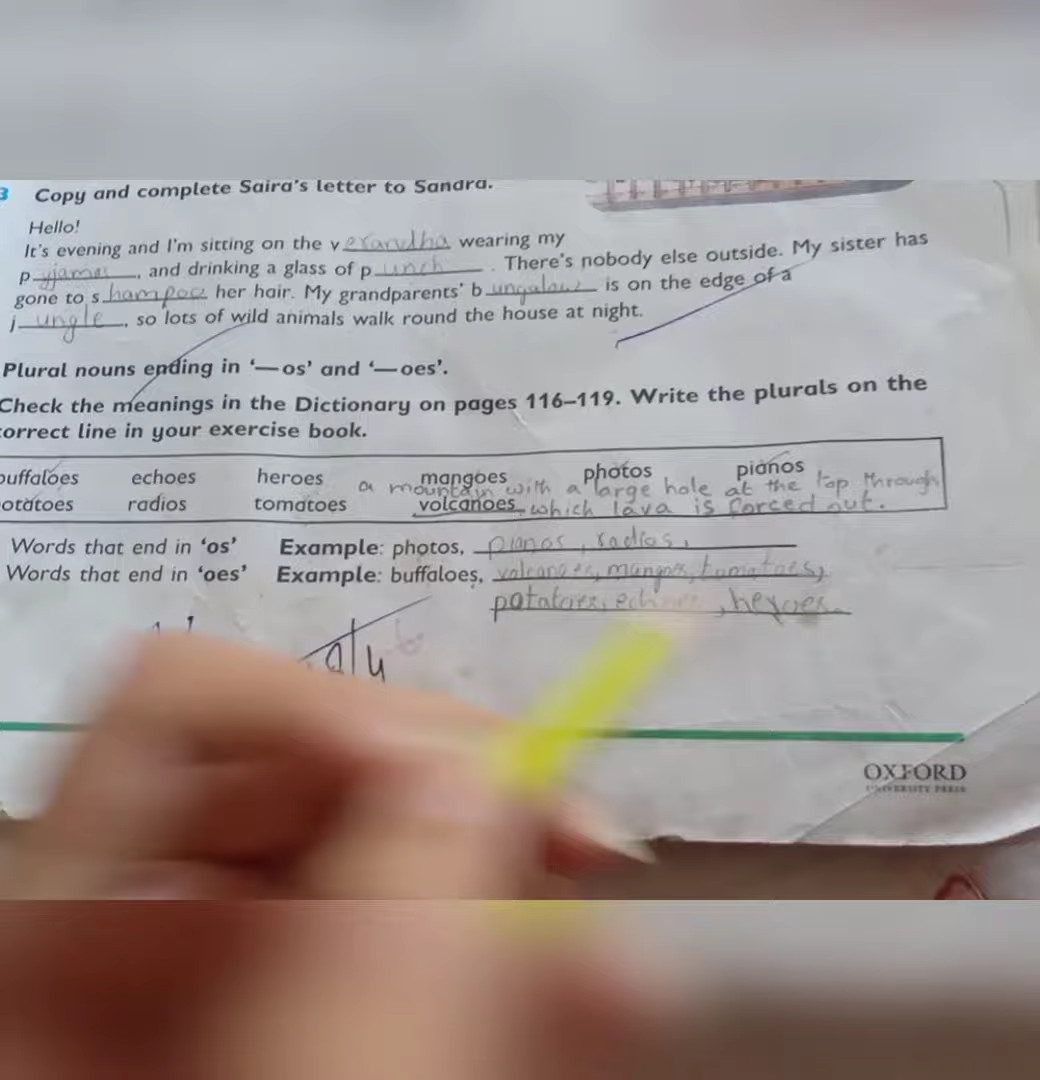 3 Copy and complete Saira's letter to Sandra.
Hello!
It's evening and I'm sitting on the verandha wearing my
pyjamas, and drinking a glass of punch. There's nobody else outside. My sister has
gone to shampoo her hair. My grandparents' bungalow is on the edge of a
jungle, so lots of wild animals walk round the house at night.
Plural nouns ending in '—os' and '—oes'.
Check the meanings in the Dictionary on pages 116–119. Write the plurals on the
correct line in your exercise book.
buffaloes echoes heroes mangoes photos pianos
a mountain with a large hole at the top through
otatoes radios tomatoes volcanoes which lava is forced out.
Words that end in 'os' Example: photos, pianos, radios,
Words that end in 'oes' Example: buffaloes, volcanoes, mangoes, tomatoes,
potatoes, heroes.
OXFORD
UNIVERSITY PRESS